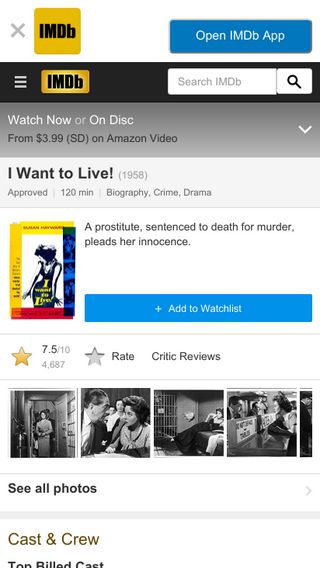 IMDb
Open IMDb App
IMDb
Search IMDb
Watch Now or On Disc
From $3.99 (SD) on Amazon Video
I Want to Live! (1958)
Approved | 120 min | Biography, Crime, Drama
SUSAN HAYWARD
I want to Live!
A prostitute, sentenced to death for murder,
pleads her innocence.
+ Add to Watchlist
7.5/10
4,687
Rate
Critic Reviews
See all photos
Cast & Crew
Top Billed Cast